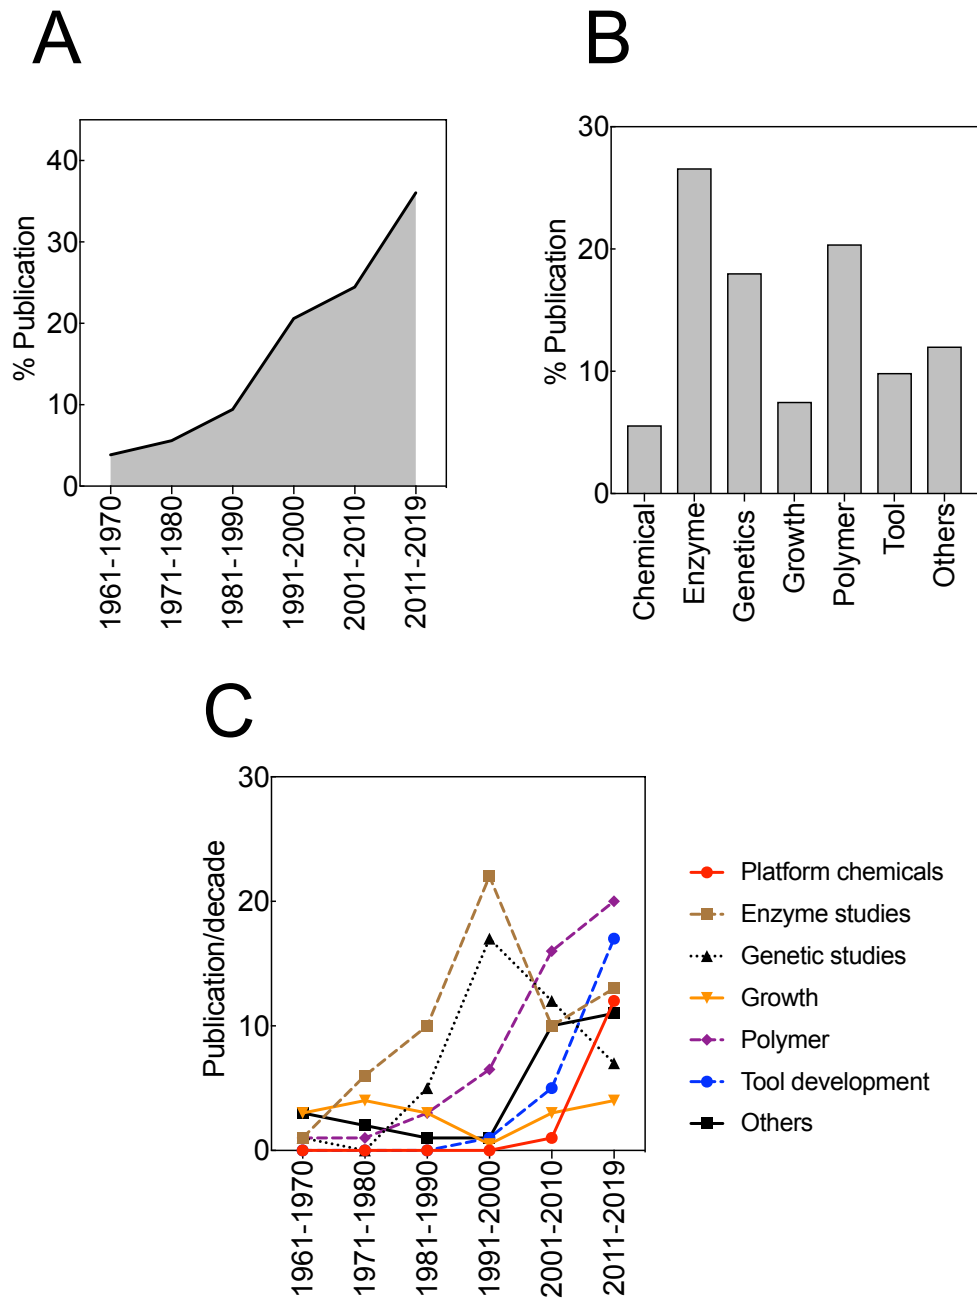 A
% Publication
40
30
20
10
0
1961-1970
1971-1980
1981-1990
1991-2000
2001-2010
2011-2019
B
% Publication
30
20
10
0
Chemical
Enzyme
Genetics
Growth
Polymer
Tool
Others
C
Publication/decade
30
20
10
0
1961-1970
1971-1980
1981-1990
1991-2000
2001-2010
2011-2019
Platform chemicals
Enzyme studies
Genetic studies
Growth
Polymer
Tool development
Others